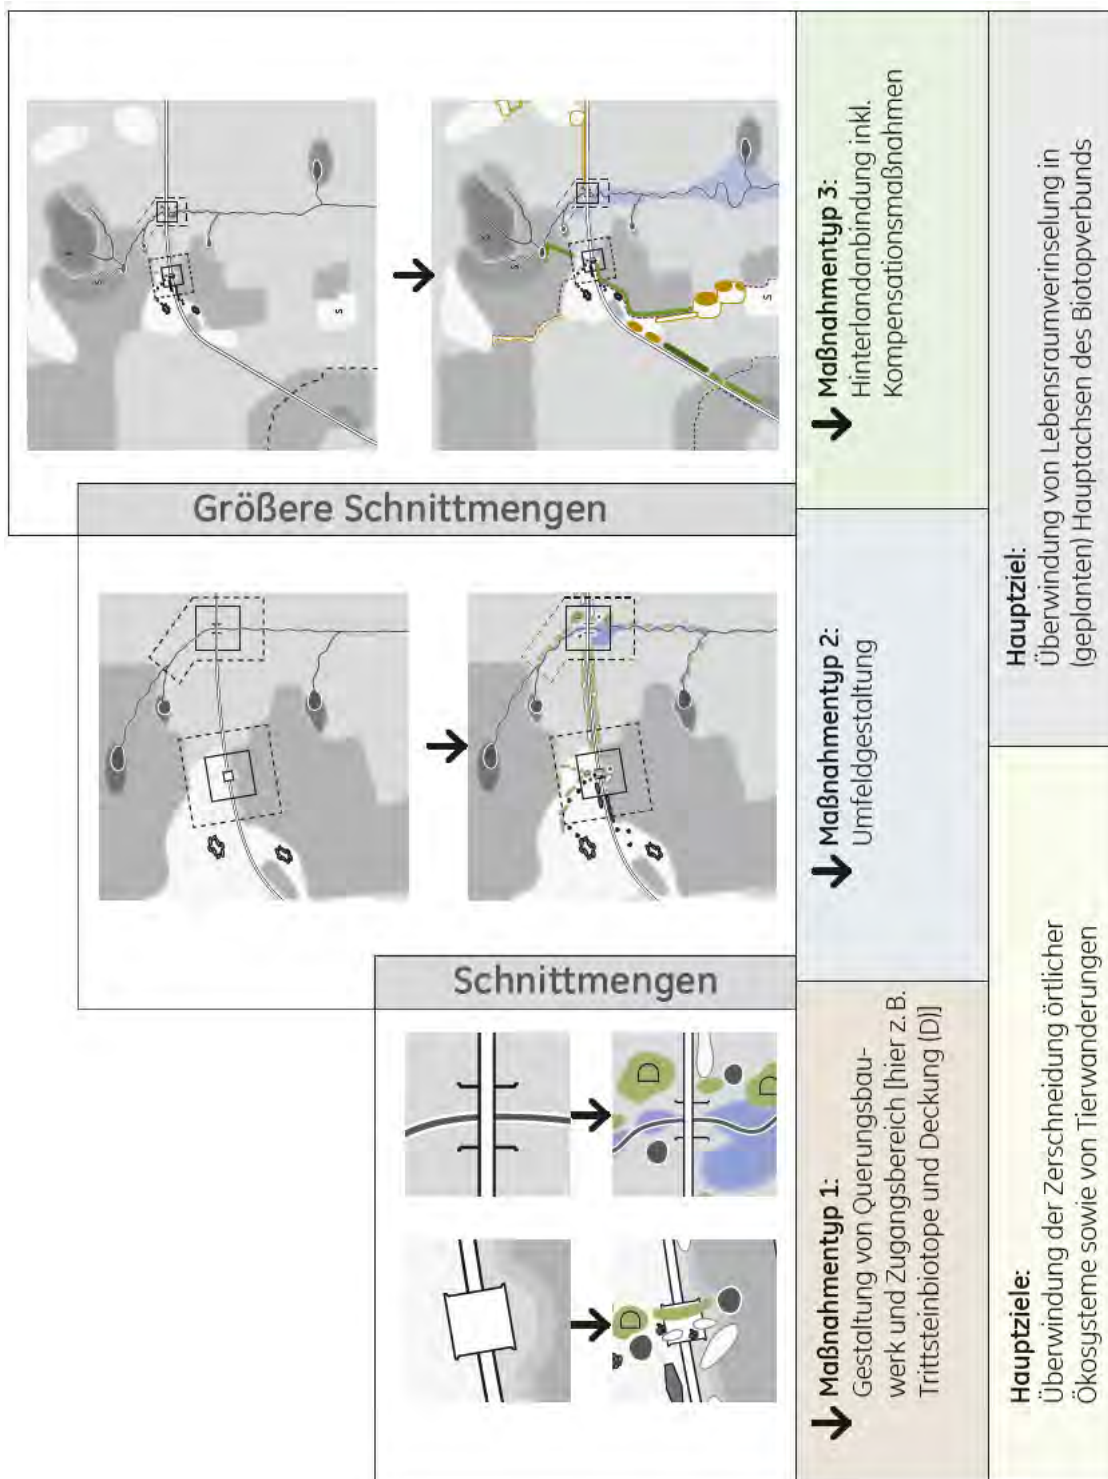 Größere Schnittmengen
Schnittmengen
D
D
D
S
S
S
S
Maßnahmentyp 1:
Gestaltung von Querungsbau-
werk und Zugangsbereich [hier z. B.
Trittsteinbiotope und Deckung (D)]
Maßnahmentyp 2:
Umfeldgestaltung
Maßnahmentyp 3:
Hinterlandanbindung inkl.
Kompensationsmaßnahmen
Hauptziele:
Überwindung der Zerschneidung örtlicher
Ökosysteme sowie von Tierwanderungen
Hauptziel:
Überwindung von Lebensraumverinselung in
(geplanten) Hauptachsen des Biotopverbunds